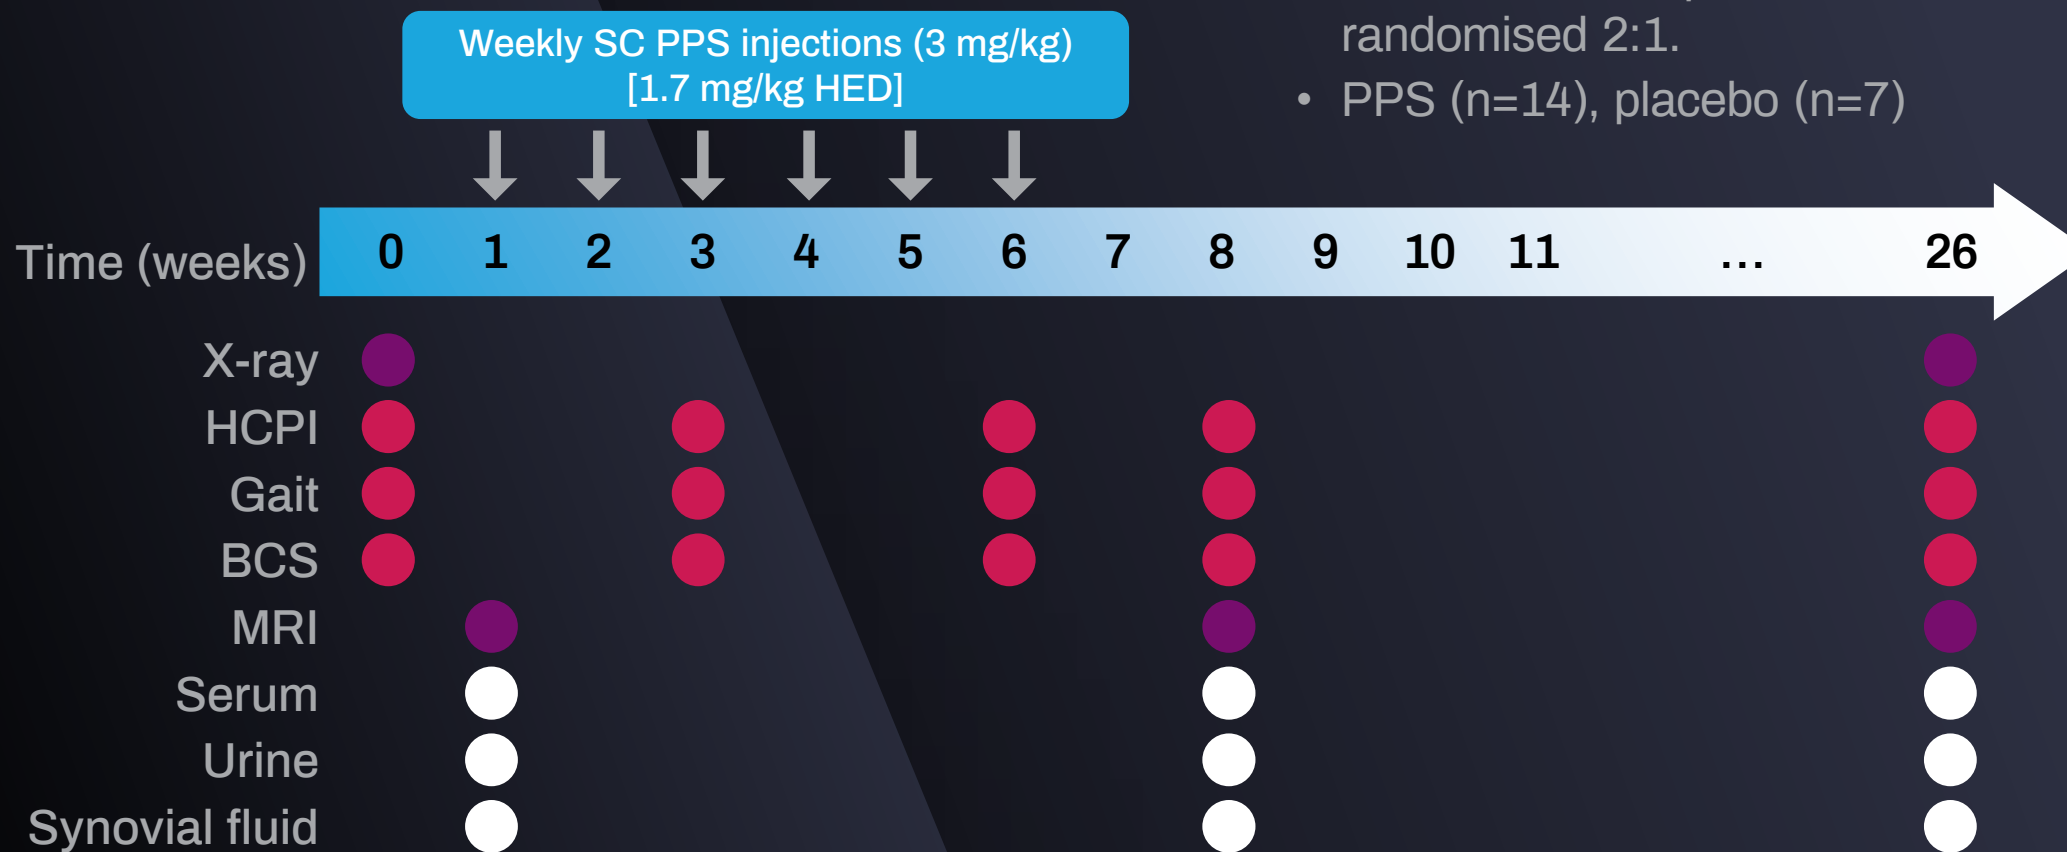 Weekly SC PPS injections (3 mg/kg)
[1.7 mg/kg HED]
randomised 2:1.
• PPS (n=14), placebo (n=7)
Time (weeks) 0 1 2 3 4 5 6 7 8 9 10 11 ... 26
X-ray
HCPI
Gait
BCS
MRI
Serum
Urine
Synovial fluid